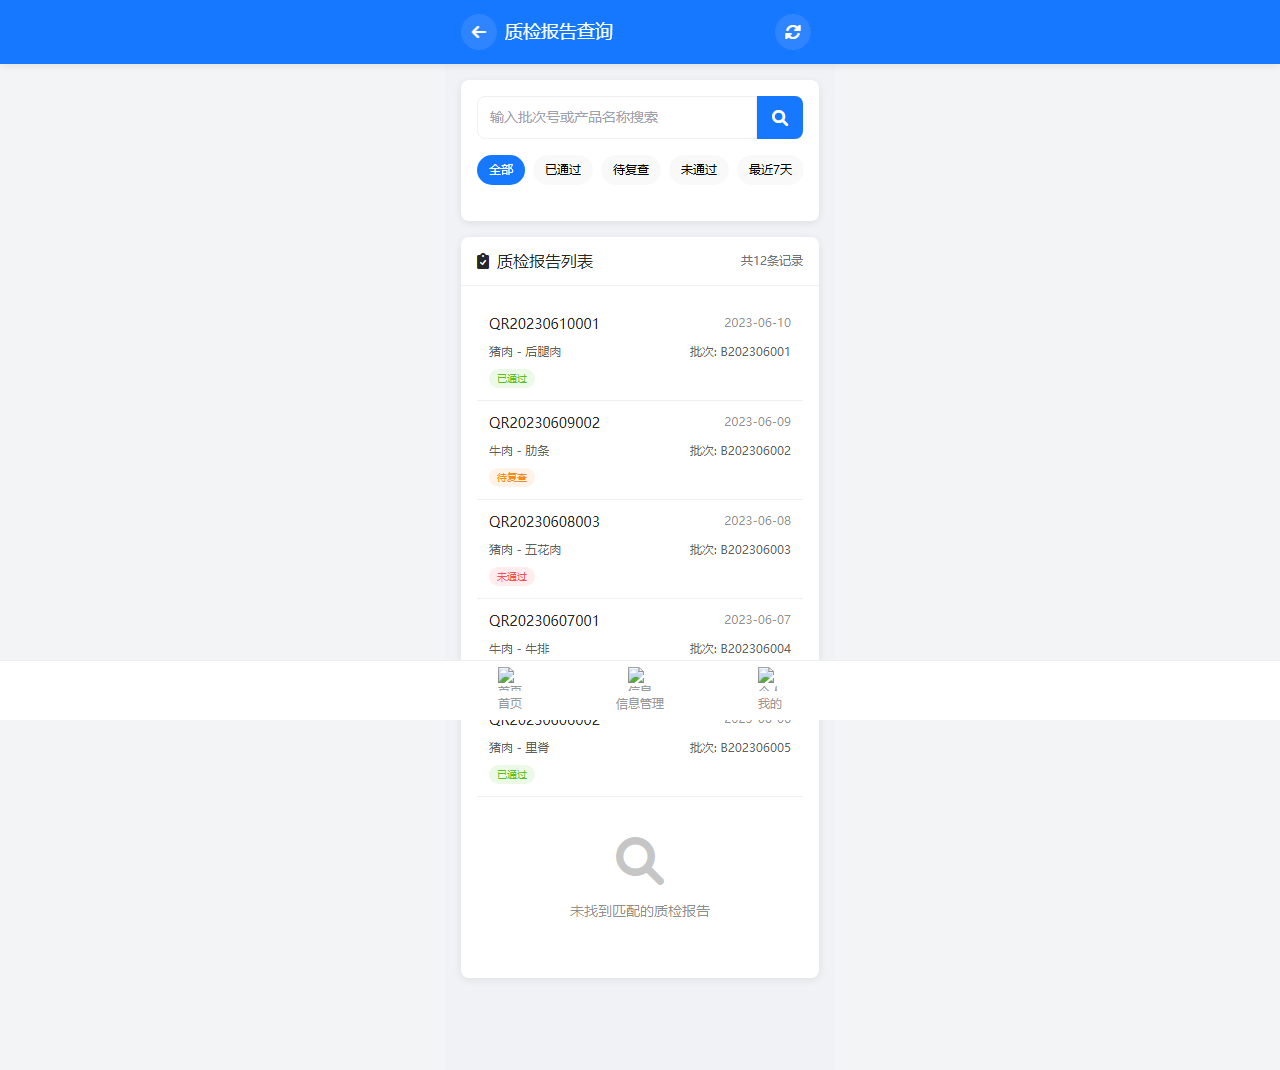 质检报告查询
输入批次号或产品名称搜索
全部 已通过 待复查 未通过 最近7天
质检报告列表 共12条记录
QR20230610001 2023-06-10
猪肉 - 后腿肉 批次: B202306001
已通过
QR20230609002 2023-06-09
牛肉 - 肋条 批次: B202306002
待复查
QR20230608003 2023-06-08
猪肉 - 五花肉 批次: B202306003
未通过
QR20230607001 2023-06-07
牛肉 - 牛排 批次: B202306004
首页 信息管理 我的
猪肉 - 里脊 批次: B202306005
已通过
未找到匹配的质检报告